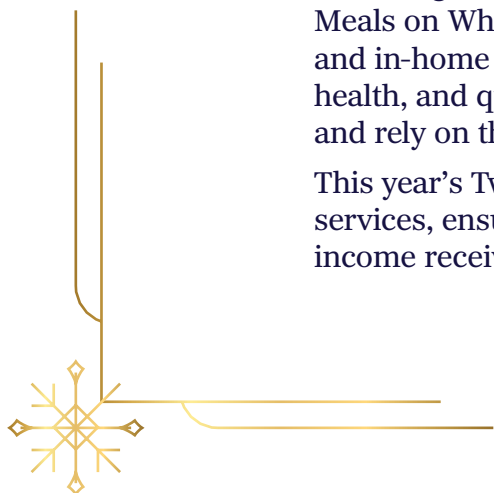 Meals on Wh
and in-home
health, and q
and rely on th
This year's Tw
services, ensu
income receiv